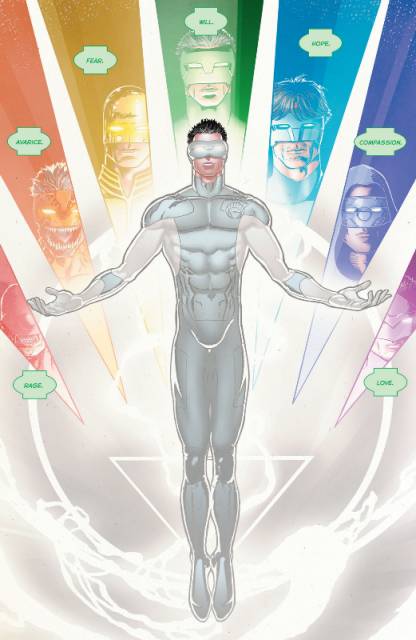 RAGE.
AVARICE.
FEAR.
WILL.
HOPE.
COMPASSION.
LOVE.